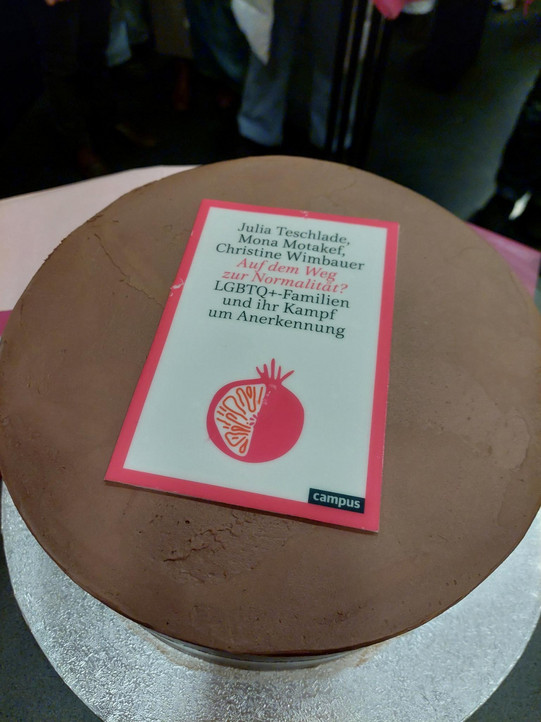 Julia Teschlade,
Mona Motakef,
Christine Wimbauer
Auf dem Weg
zur Normalität?
LGBTQ+-Familien
und ihr Kampf
um Anerkennung
campus